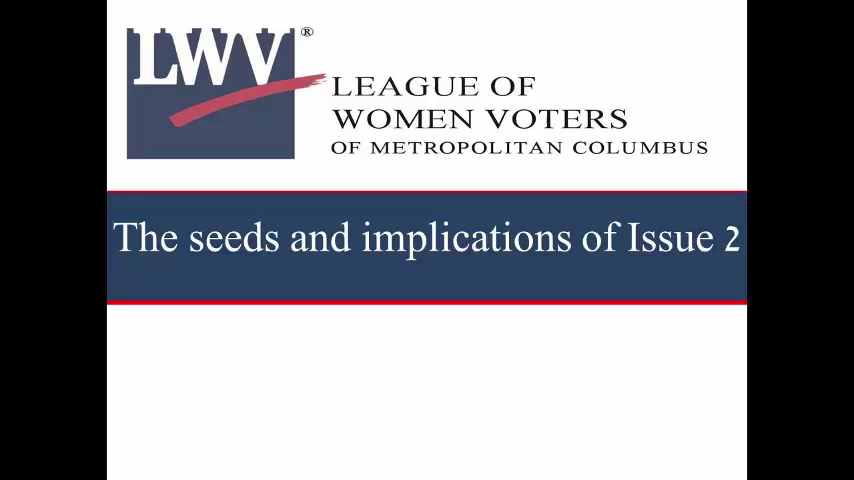 LWV®
LEAGUE OF
WOMEN VOTERS
OF METROPOLITAN COLUMBUS
The seeds and implications of Issue 2